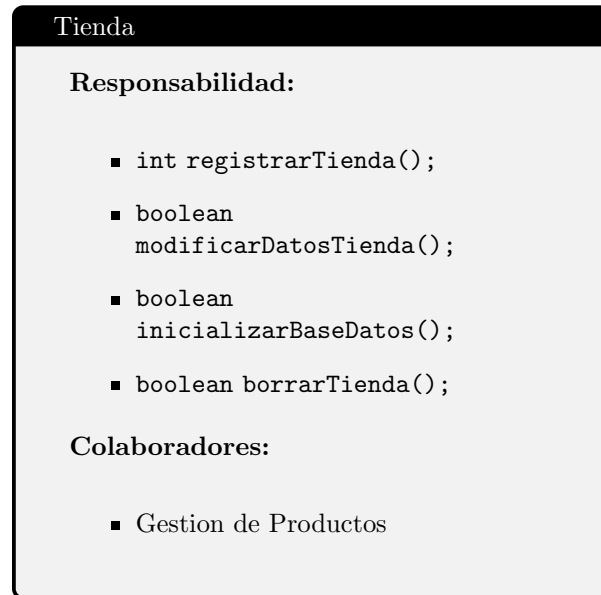 Tienda
Responsabilidad:
▪ int registrarTienda();
▪ boolean
modificarDatosTienda();
▪ boolean
inicializarBaseDatos();
▪ boolean borrarTienda();
Colaboradores:
▪ Gestion de Productos